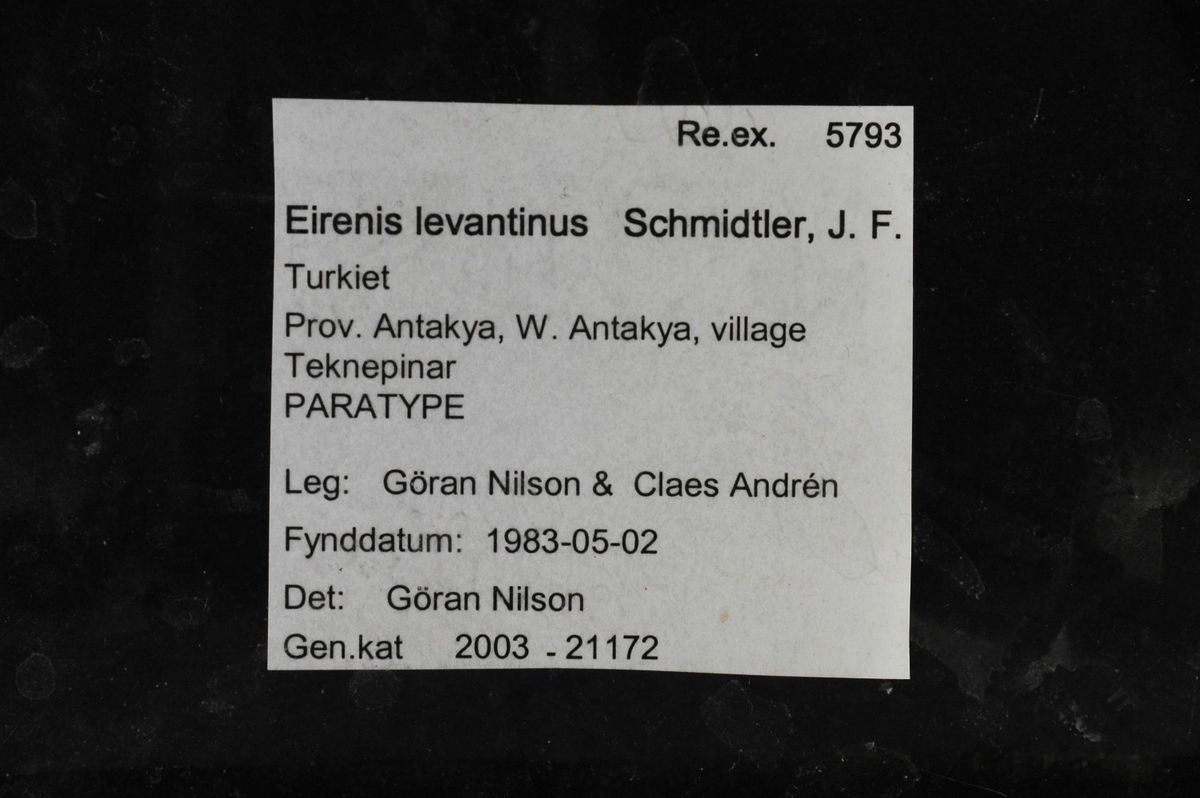 Re.ex. 5793
Eirenis levantinus Schmidtler, J. F.
Turkiet
Prov. Antakya, W. Antakya, village
Teknepinar
PARATYPE
Leg: Göran Nilson & Claes Andrén
Fynddatum: 1983-05-02
Det: Göran Nilson
Gen.kat 2003 - 21172